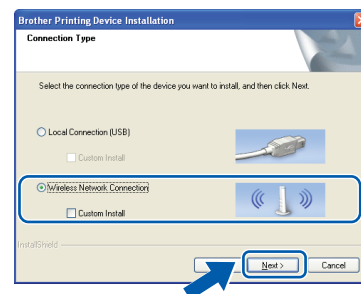 Brother Printing Device Installation
Connection Type
Select the connection type of the device you want to install, and then click Next.
Local Connection (USB)
Custom Install
Wireless Network Connection
Custom Install
InstallShield
Next >
Cancel